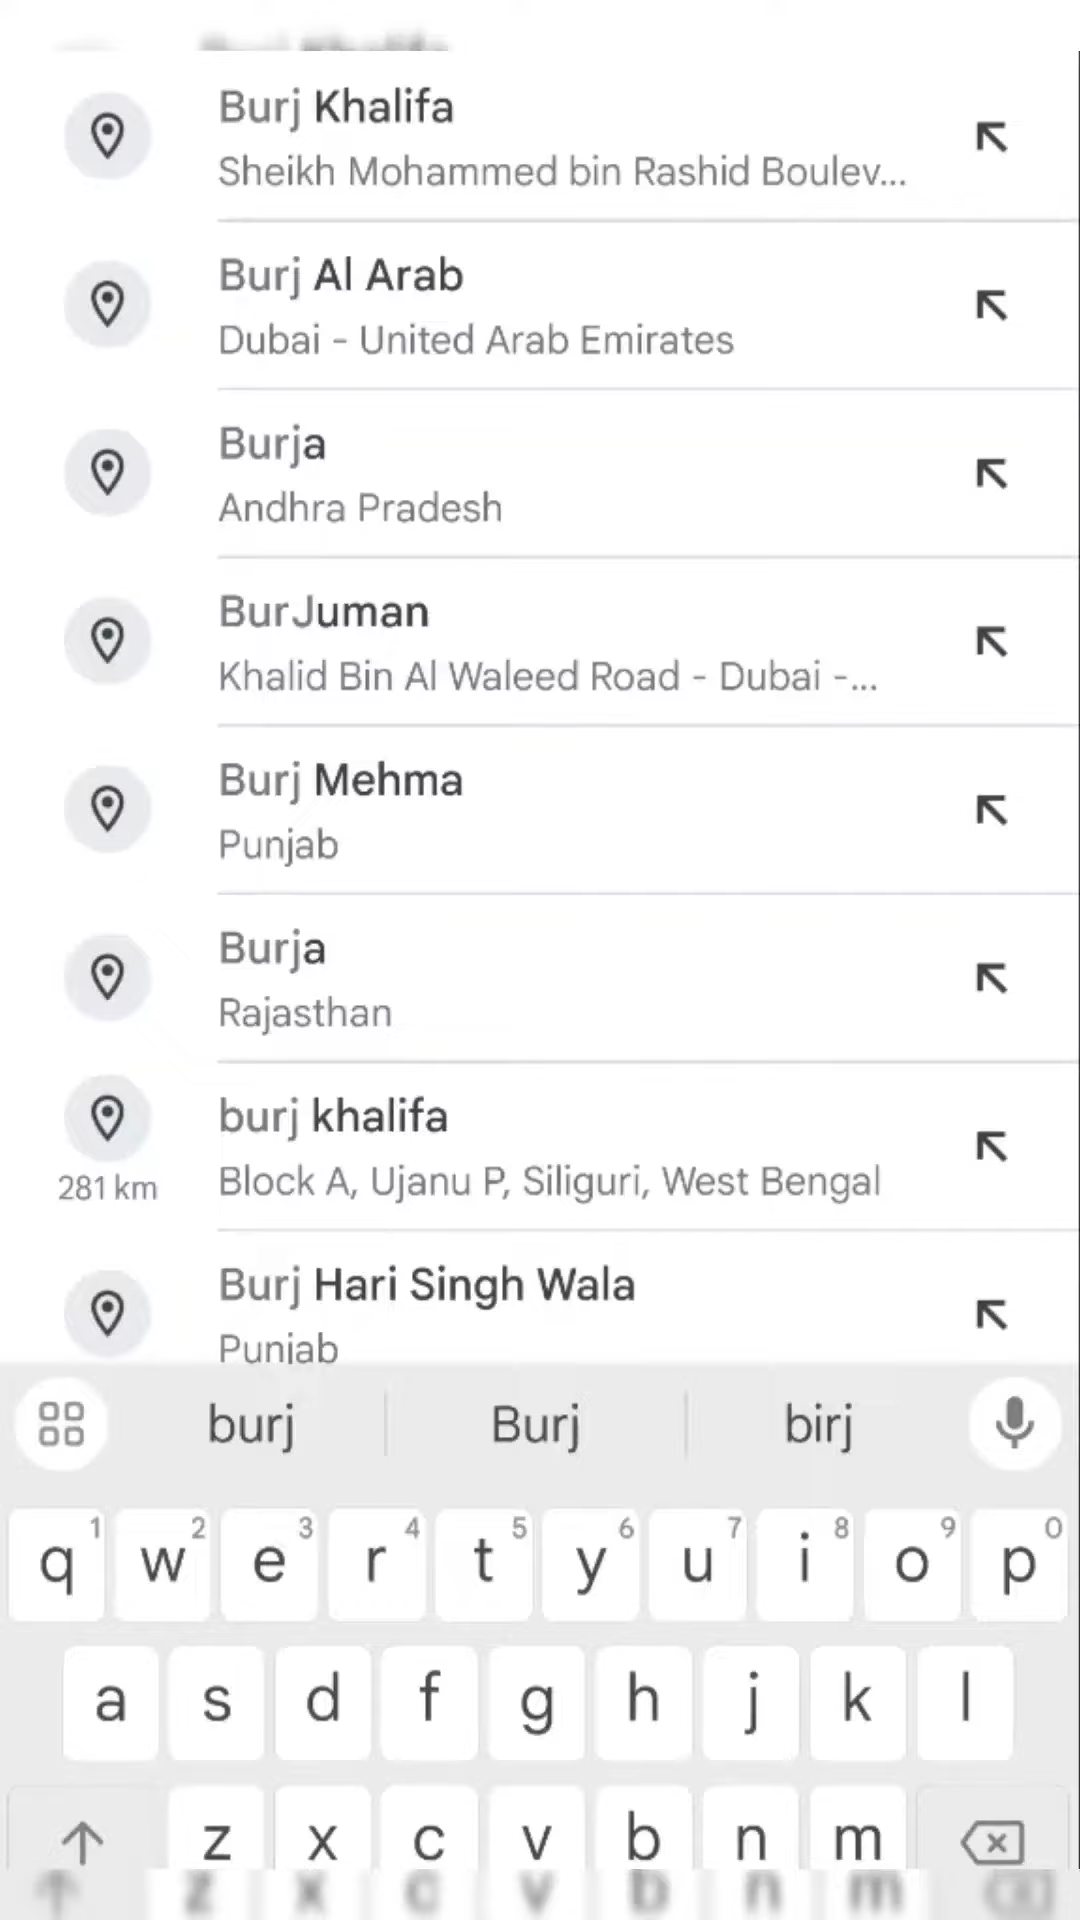 Burj Khalifa
Sheikh Mohammed bin Rashid Boulev...
Burj Al Arab
Dubai - United Arab Emirates
Burja
Andhra Pradesh
BurJuman
Khalid Bin Al Waleed Road - Dubai -...
Burj Mehma
Punjab
Burja
Rajasthan
burj khalifa
281 km
Block A, Ujanu P, Siliguri, West Bengal
Burj Hari Singh Wala
Punjab
burj Burj birj
1 2 3 4 5 6 7 8 9 0
q w e r t y u i o p
a s d f g h j k l
z x c v b n m
z x c v b n m